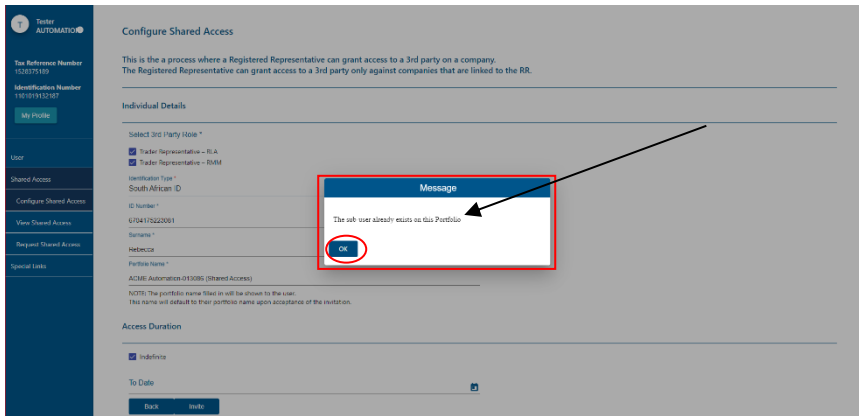 T
Tester
AUTOMATION
Tax Reference Number
1528375189
Identification Number
1101019132187
My Profile
User
Shared Access
Configure Shared Access
View Shared Access
Request Shared Access
Special Links
Configure Shared Access
This is the a process where a Registered Representative can grant access to a 3rd party on a company.
The Registered Representative can grant access to a 3rd party only against companies that are linked to the RR.
Individual Details
Select 3rd Party Role *
Trader Representative – RLA
Trader Representative – RMM
Identification Type *
South African ID
ID Number *
6704175223081
Surname *
Rebecca
Portfolio Name *
ACME Automation-013086 (Shared Access)
NOTE: The portfolio name filled in will be shown to the user.
This name will default to their portfolio name upon acceptance of the invitation.
Message
The sub user already exists on this Portfolio
OK
Access Duration
Indefinite
To Date
Back
Invite